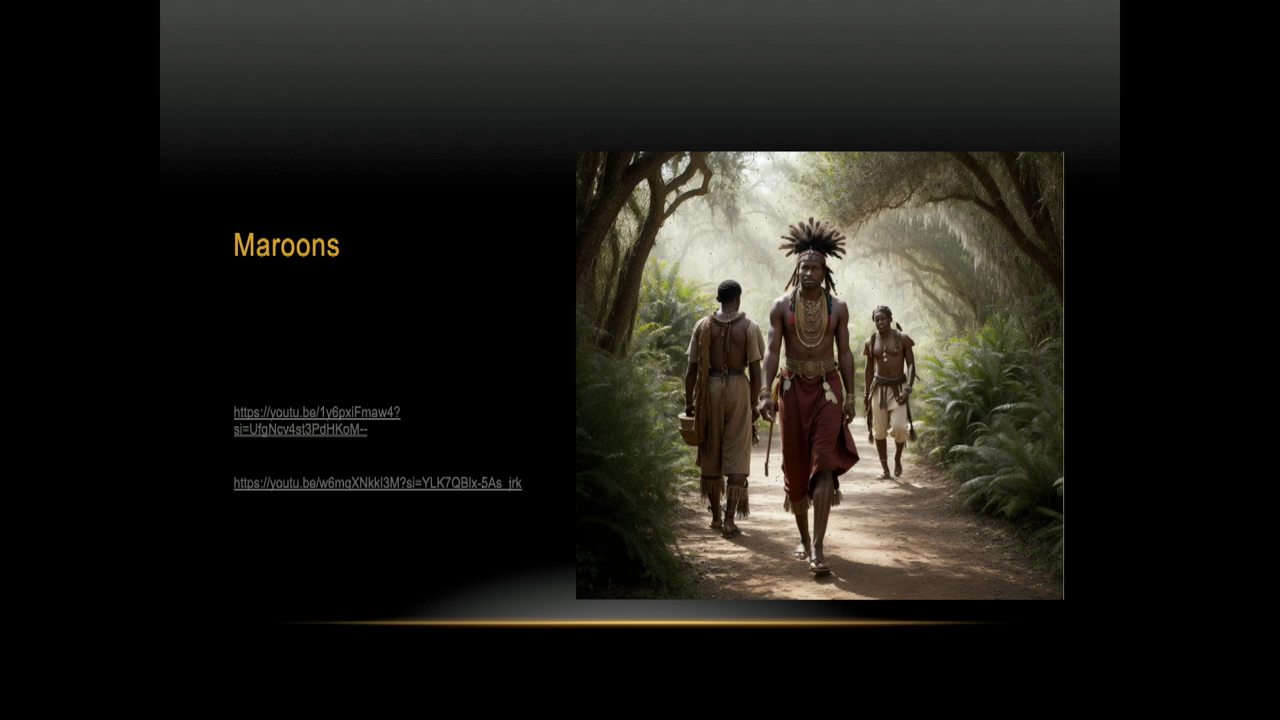 Maroons
https://youtu.be/1y6pxiFmaw4?
si=UfgNcv4st3PdHKoM--
https://youtu.be/w6mqXNkkl3M?si=YLK7QBlx-5As_jrk